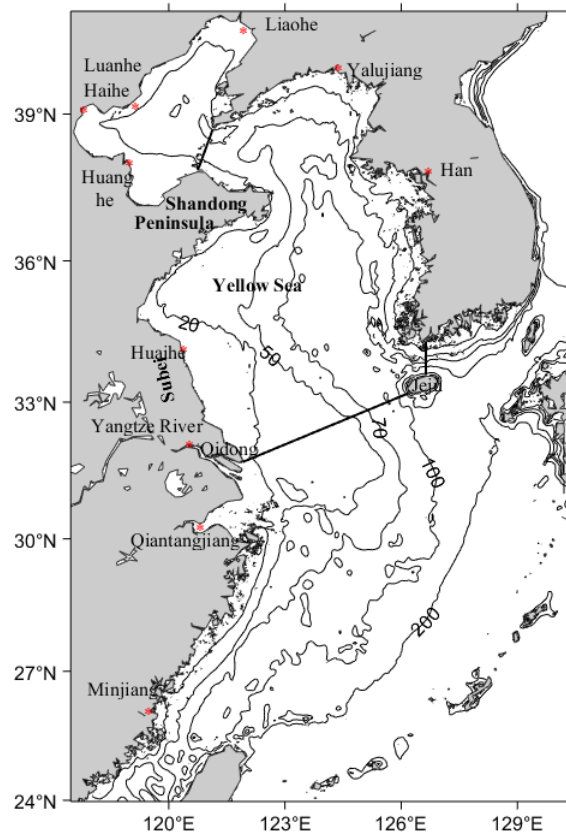 Liaohe
Luanhe
Haihe
Yalujiang
39°N
Huang
he
Han
Shandong
Peninsula
36°N
Yellow Sea
20
50
Huaihe
Subei
Jeju
33°N
70
Yangtze River
Qidong
100
30°N
Qiantangjiang
200
27°N
Minjiang
24°N
120°E
123°E
126°E
129°E